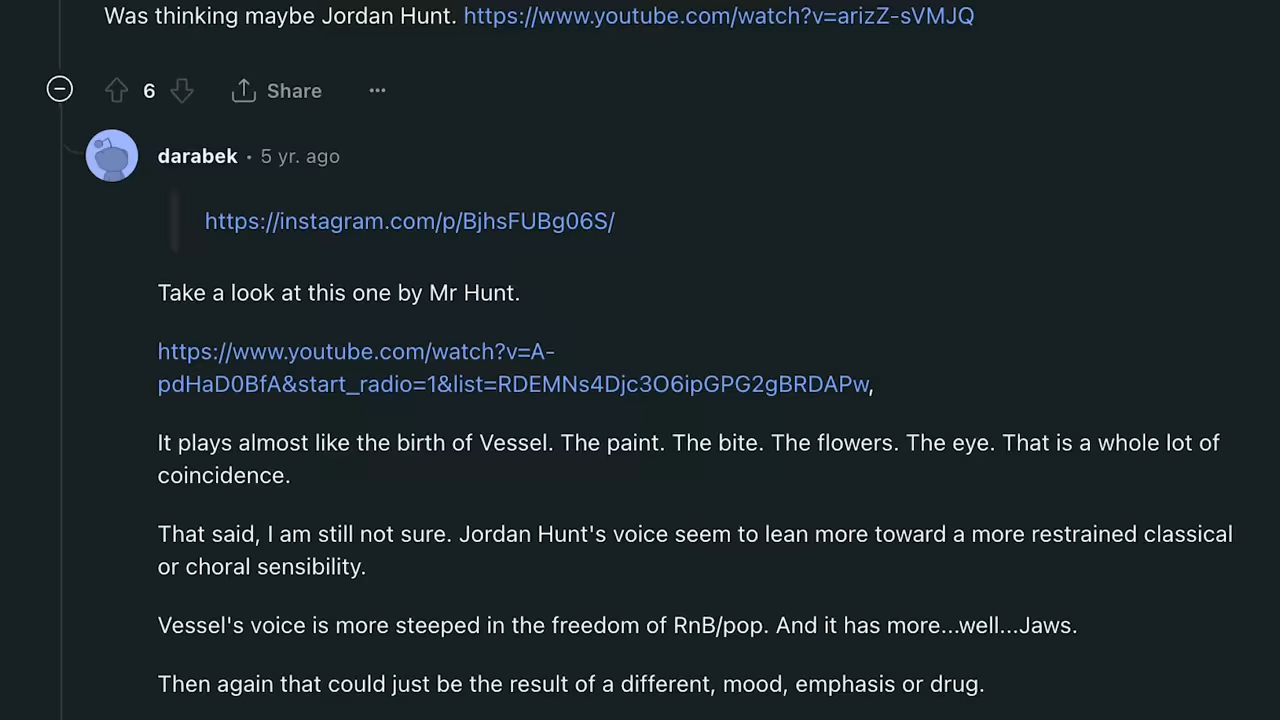 Was thinking maybe Jordan Hunt. https://www.youtube.com/watch?v=arizZ-sVMJQ
6 Share ···
darabek · 5 yr. ago
https://instagram.com/p/BjhsFUBg06S/
Take a look at this one by Mr Hunt.
https://www.youtube.com/watch?v=A-
pdHaD0BfA&start_radio=1&list=RDEMNs4Djc3O6ipGPG2gBRDAPw,
It plays almost like the birth of Vessel. The paint. The bite. The flowers. The eye. That is a whole lot of
coincidence.
That said, I am still not sure. Jordan Hunt's voice seem to lean more toward a more restrained classical
or choral sensibility.
Vessel's voice is more steeped in the freedom of RnB/pop. And it has more...well...Jaws.
Then again that could just be the result of a different, mood, emphasis or drug.